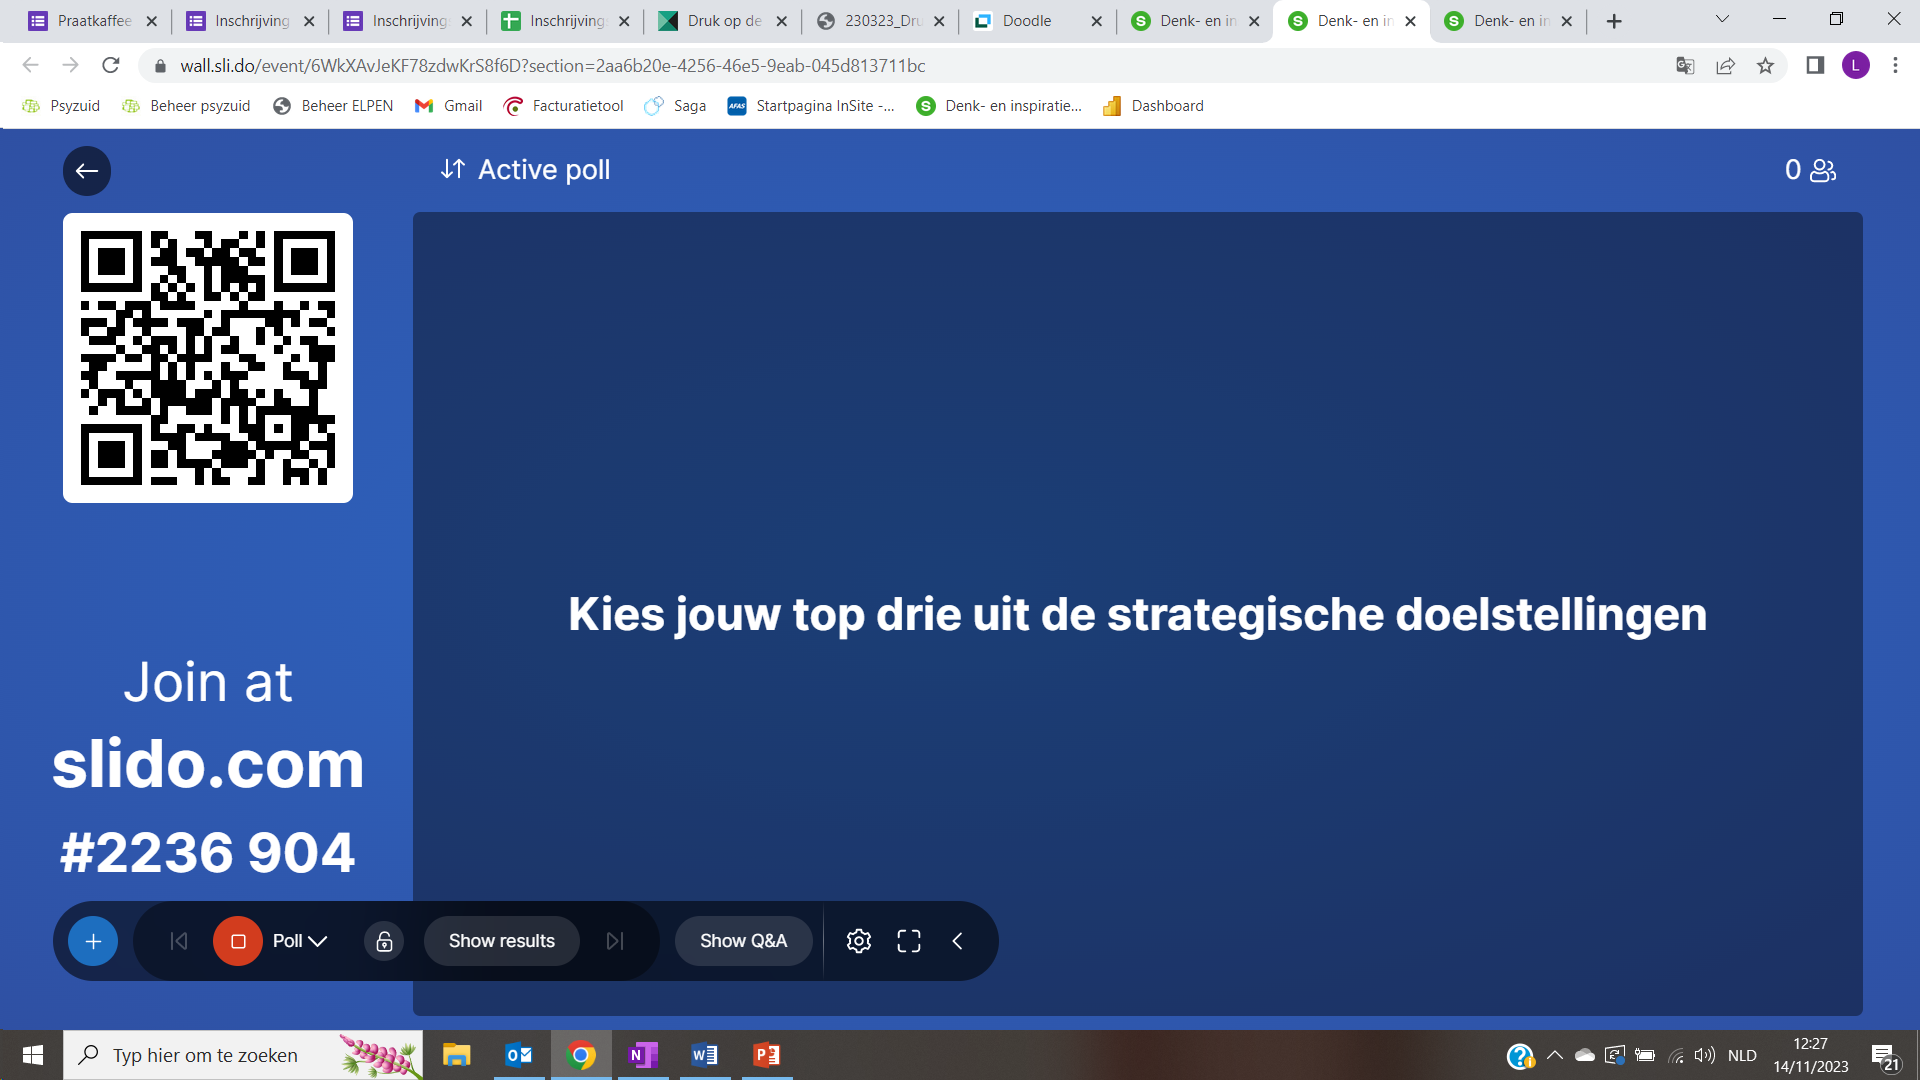 Praatkaffee
Inschrijving
Inschrijving
Inschrijving
Druk op de
230323_Dru
Doodle
Denk- en in
Denk- en in
Denk- en in
wall.sli.do/event/6WkXAvJeKF78zdwKrS8f6D?section=2aa6b20e-4256-46e5-9eab-045d813711bc
L
Psyzuid
Beheer psyzuid
Beheer ELPEN
Gmail
Facturatietool
Saga
AFAS
Startpagina InSite -...
Denk- en inspiratie...
Dashboard
Active poll
0
Kies jouw top drie uit de strategische doelstellingen
Join at
slido.com
#2236 904
Poll
Show results
Show Q&A
Typ hier om te zoeken
NLD
12:27
14/11/2023
21